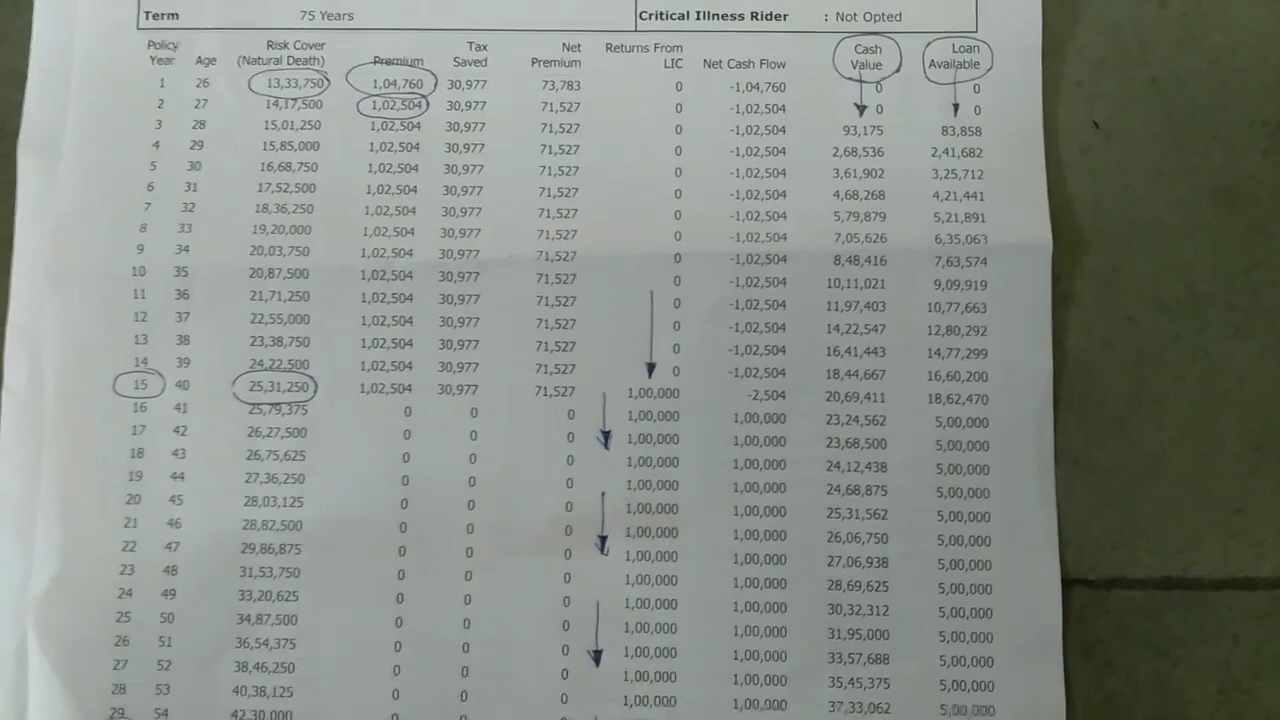 Term 75 Years Critical Illness Rider : Not Opted
Policy Risk Cover Tax Net Returns From Cash Loan
Year Age (Natural Death) Premium Saved Premium LIC Net Cash Flow Value Available
1 26 13,33,750 1,04,760 30,977 73,783 0 -1,04,760 0 0
2 27 14,17,500 1,02,504 30,977 71,527 0 -1,02,504 0 0
3 28 15,01,250 1,02,504 30,977 71,527 0 -1,02,504 93,175 83,858
4 29 15,85,000 1,02,504 30,977 71,527 0 -1,02,504 2,68,536 2,41,682
5 30 16,68,750 1,02,504 30,977 71,527 0 -1,02,504 3,61,902 3,25,712
6 31 17,52,500 1,02,504 30,977 71,527 0 -1,02,504 4,68,268 4,21,441
7 32 18,36,250 1,02,504 30,977 71,527 0 -1,02,504 5,79,879 5,21,891
8 33 19,20,000 1,02,504 30,977 71,527 0 -1,02,504 7,05,626 6,35,063
9 34 20,03,750 1,02,504 30,977 71,527 0 -1,02,504 8,48,416 7,63,574
10 35 20,87,500 1,02,504 30,977 71,527 0 -1,02,504 10,11,021 9,09,919
11 36 21,71,250 1,02,504 30,977 71,527 0 -1,02,504 11,97,403 10,77,663
12 37 22,55,000 1,02,504 30,977 71,527 0 -1,02,504 14,22,547 12,80,292
13 38 23,38,750 1,02,504 30,977 71,527 0 -1,02,504 16,41,443 14,77,299
14 39 24,22,500 1,02,504 30,977 71,527 0 -1,02,504 18,44,667 16,60,200
15 40 25,31,250 1,02,504 30,977 71,527 1,00,000 -2,504 20,69,411 18,62,470
16 41 25,79,375 0 0 0 1,00,000 1,00,000 23,24,562 5,00,000
17 42 26,27,500 0 0 0 1,00,000 1,00,000 23,68,500 5,00,000
18 43 26,75,625 0 0 0 1,00,000 1,00,000 24,12,438 5,00,000
19 44 27,36,250 0 0 0 1,00,000 1,00,000 24,68,875 5,00,000
20 45 28,03,125 0 0 0 1,00,000 1,00,000 25,31,562 5,00,000
21 46 28,82,500 0 0 0 1,00,000 1,00,000 26,06,750 5,00,000
22 47 29,86,875 0 0 0 1,00,000 1,00,000 27,06,938 5,00,000
23 48 31,53,750 0 0 0 1,00,000 1,00,000 28,69,625 5,00,000
24 49 33,20,625 0 0 0 1,00,000 1,00,000 30,32,312 5,00,000
25 50 34,87,500 0 0 0 1,00,000 1,00,000 31,95,000 5,00,000
26 51 36,54,375 0 0 0 1,00,000 1,00,000 33,57,688 5,00,000
27 52 38,46,250 0 0 0 1,00,000 1,00,000 35,45,375 5,00,000
28 53 40,38,125 0 0 0 1,00,000 1,00,000 37,33,062 5,00,000
29 54 42,30,000